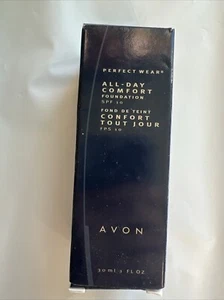 PERFECT WEAR®
ALL-DAY
COMFORT
FOUNDATION
SPF 10
FOND DE TEINT
CONFORT
TOUT JOUR
FPS 10
AVON
30 ml 1 FL OZ